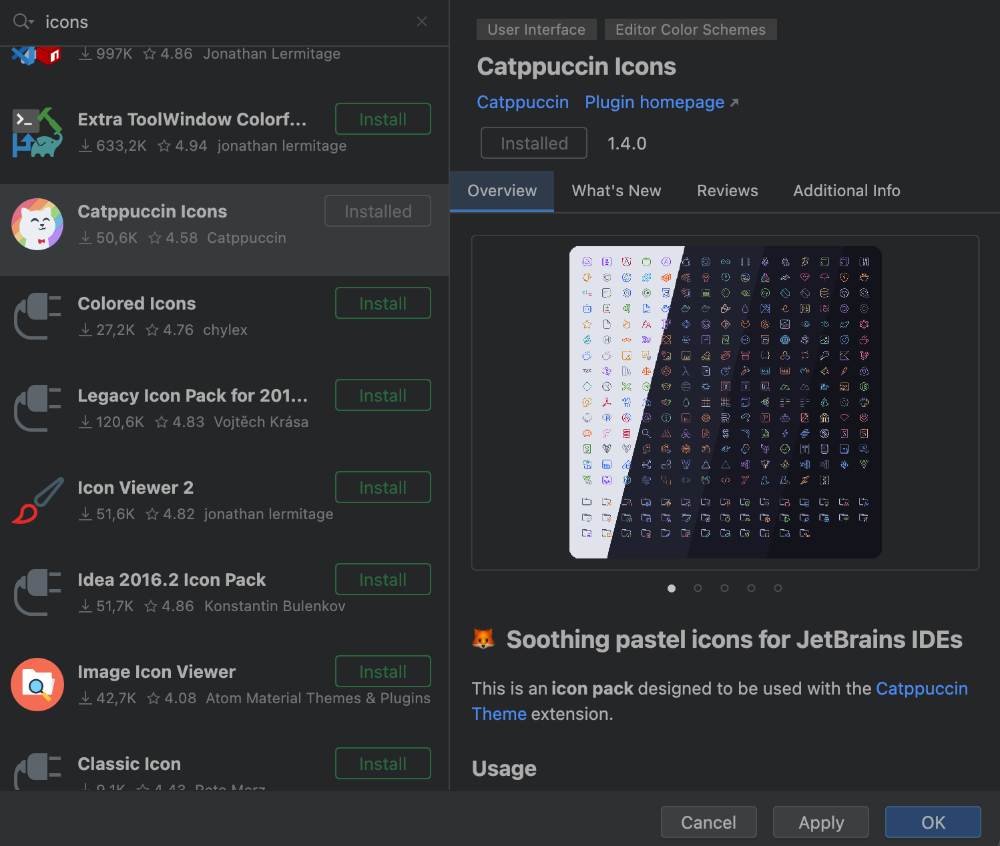 icons
997K 4.86 Jonathan Lermitage
Extra ToolWindow Colorf... Install
633,2K 4.94 jonathan lermitage
Catppuccin Icons Installed
50,6K 4.58 Catppuccin
Colored Icons Install
27,2K 4.76 chylex
Legacy Icon Pack for 201... Install
120,6K 4.83 Vojtěch Krása
Icon Viewer 2 Install
51,6K 4.82 jonathan lermitage
Idea 2016.2 Icon Pack Install
51,7K 4.86 Konstantin Bulenkov
Image Icon Viewer Install
42,7K 4.08 Atom Material Themes & Plugins
Classic Icon Install
9,1K 4.43
User Interface Editor Color Schemes
Catppuccin Icons
Catppuccin Plugin homepage
Installed 1.4.0
Overview What's New Reviews Additional Info
Soothing pastel icons for JetBrains IDEs
This is an icon pack designed to be used with the Catppuccin
Theme extension.
Usage
Cancel Apply OK